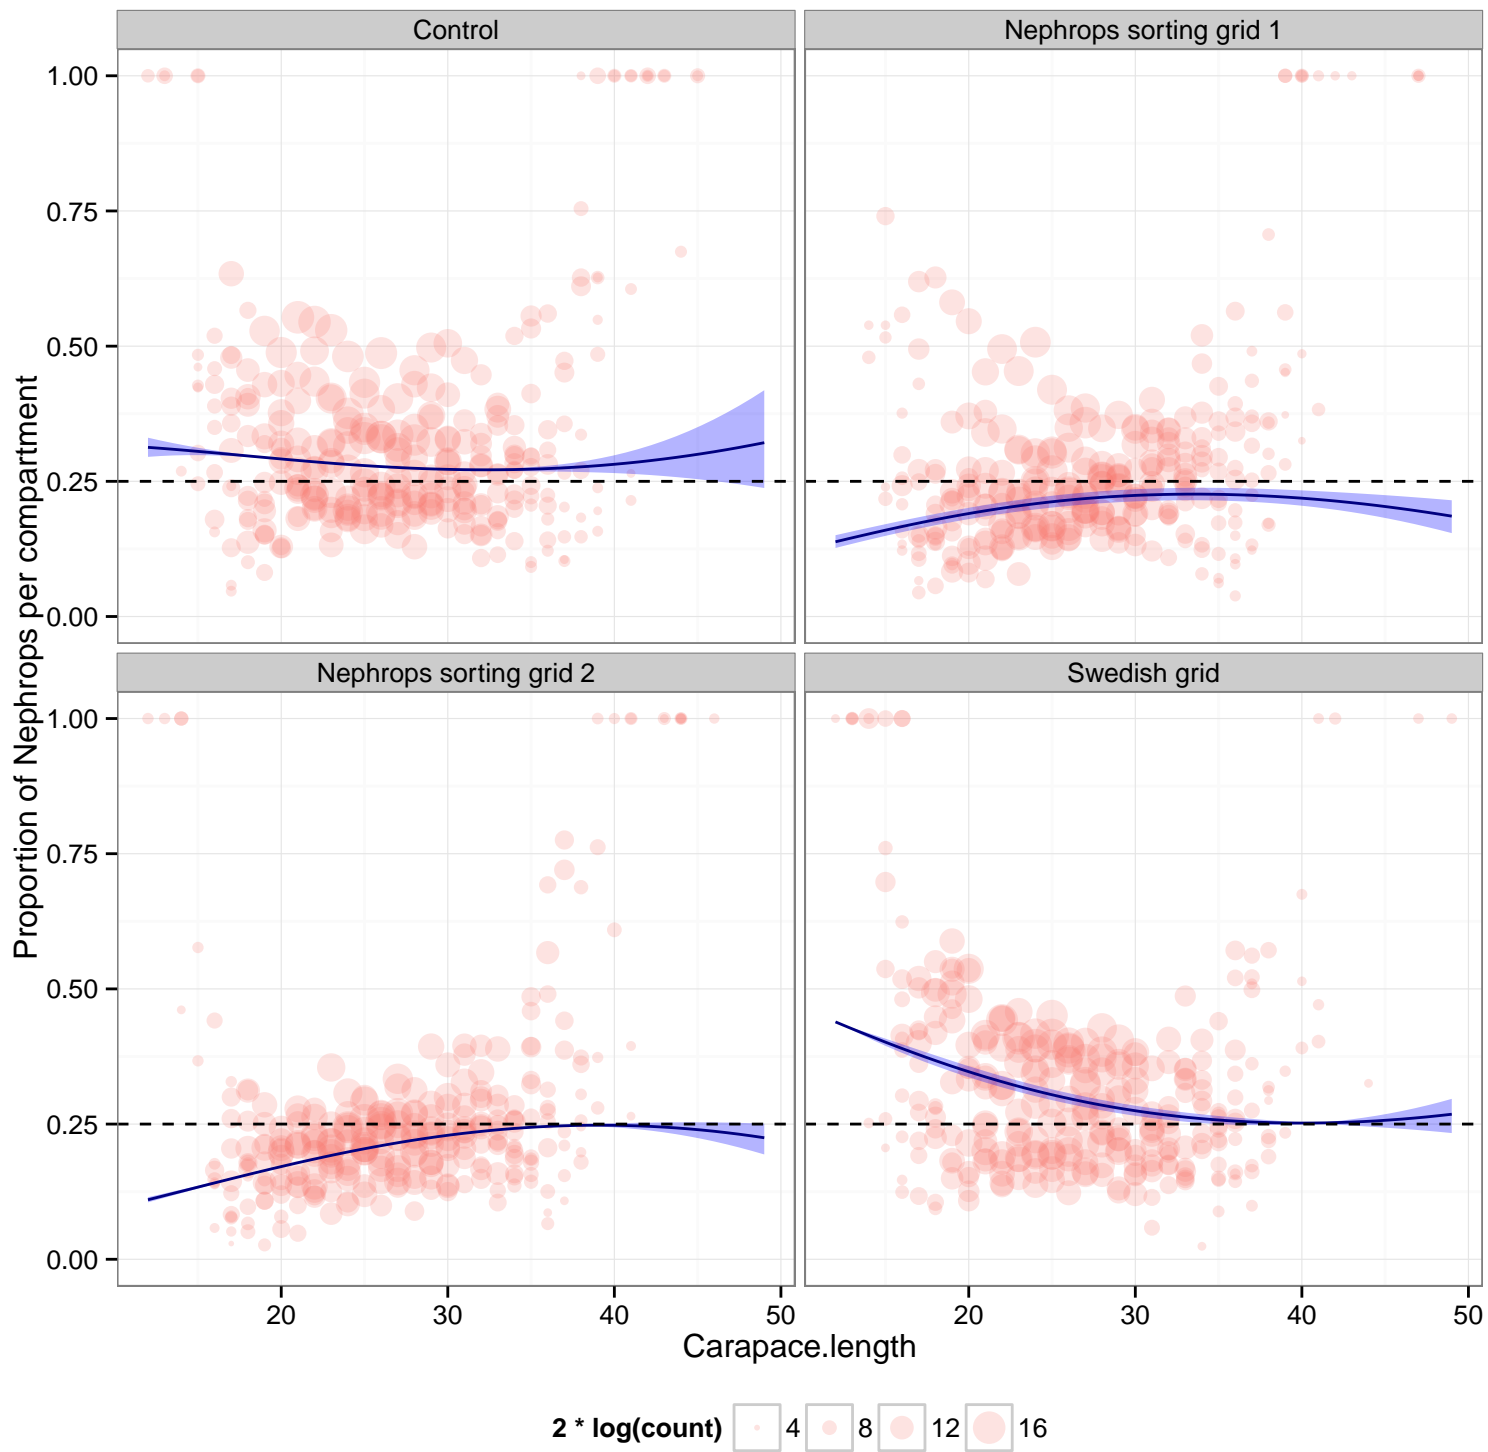 Control
Nephrops sorting grid 1
1.00
0.75
0.50
0.25
0.00
Proportion of Nephrops per compartment
Nephrops sorting grid 2
Swedish grid
1.00
0.75
0.50
0.25
0.00
20 30 40 50 20 30 40 50
Carapace.length
2 * log(count) 4 8 12 16